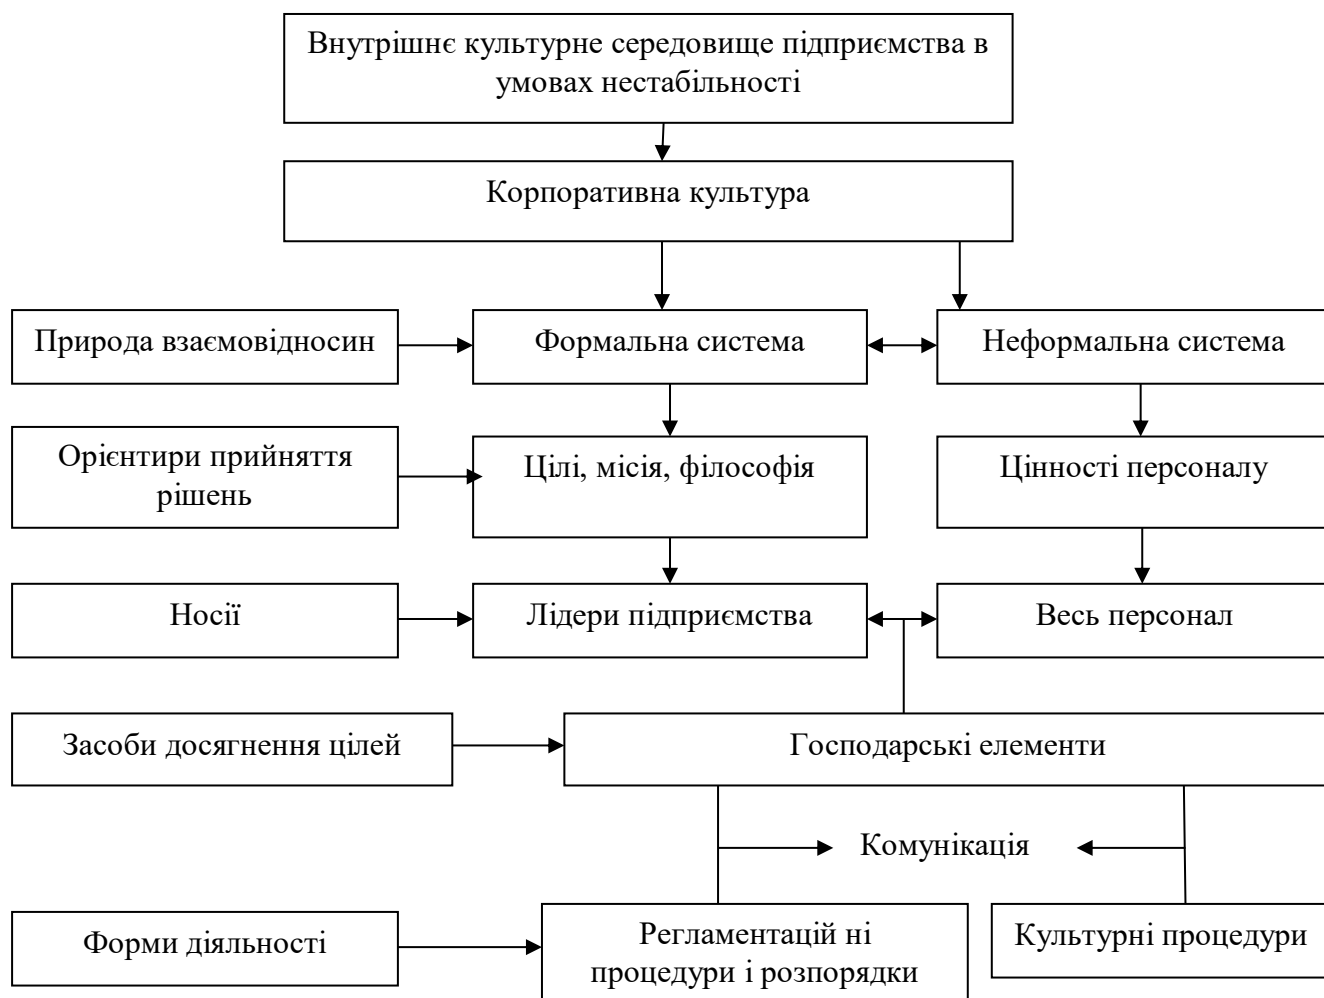 Внутрішнє культурне середовище підприємства в
умовах нестабільності
Корпоративна культура
Природа взаємовідносин
Формальна система
Неформальна система
Орієнтири прийняття
рішень
Цілі, місія, філософія
Цінності персоналу
Носії
Лідери підприємства
Весь персонал
Засоби досягнення цілей
Господарські елементи
Комунікація
Форми діяльності
Регламентацій ні
процедури і розпорядки
Культурні процедури